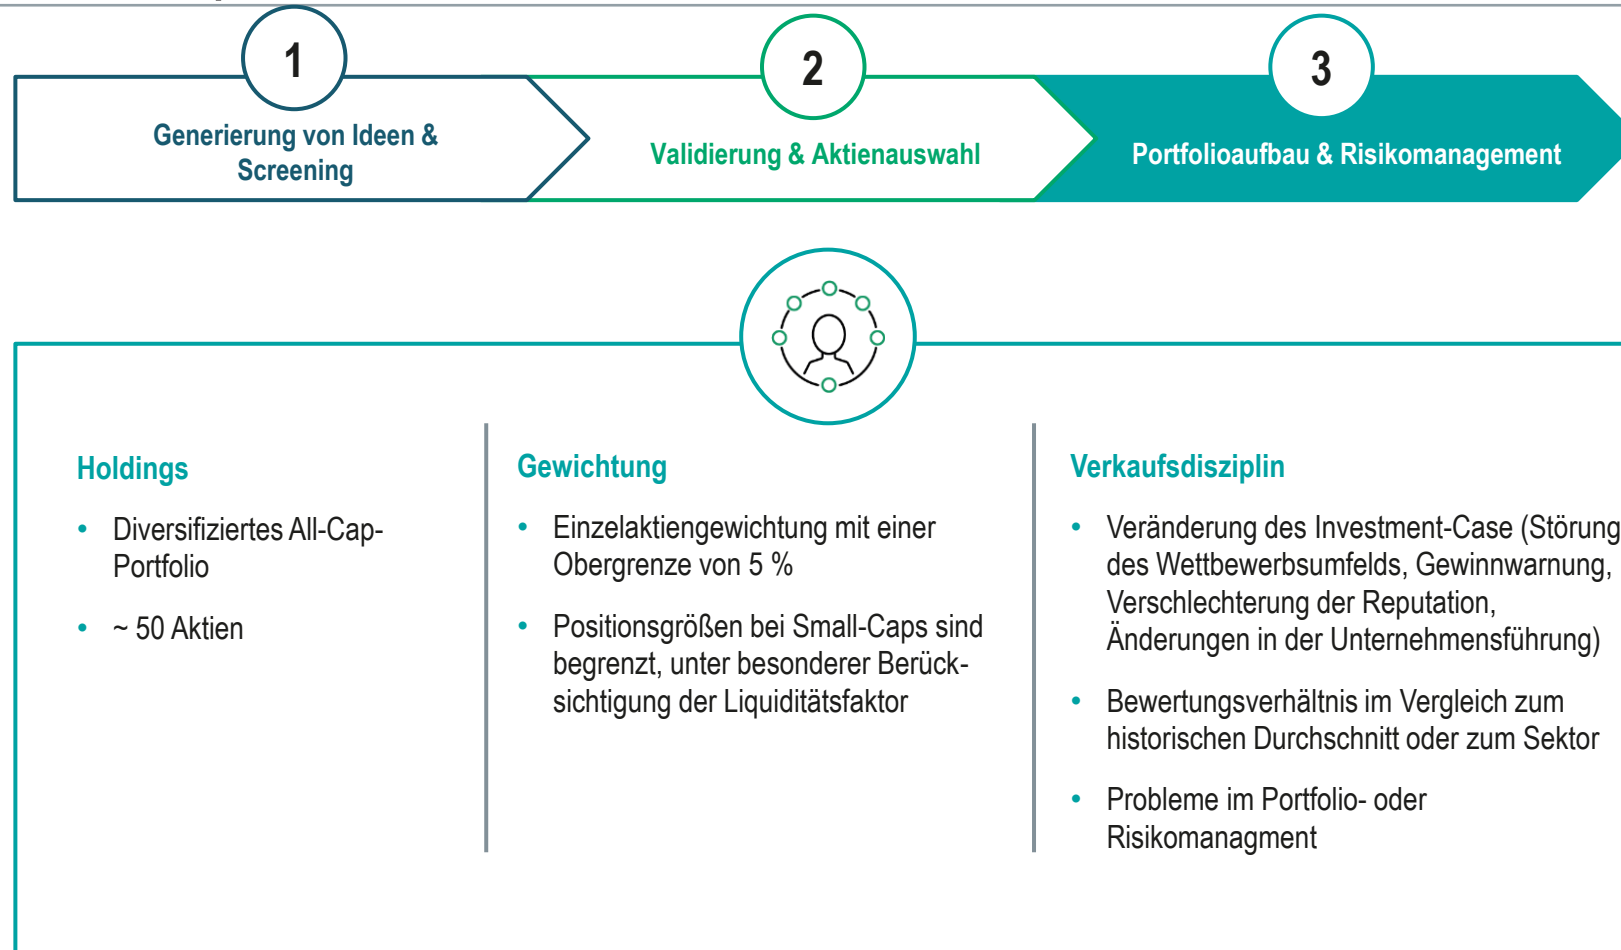 1
2
3
Generierung von Ideen &
Screening
Validierung & Aktienauswahl
Portfolioaufbau & Risikomanagement
Holdings
• Diversifiziertes All-Cap-
Portfolio
• ~ 50 Aktien
Gewichtung
• Einzelaktiengewichtung mit einer
Obergrenze von 5 %
• Positionsgrößen bei Small-Caps sind
begrenzt, unter besonderer Berück-
sichtigung der Liquiditätsfaktor
Verkaufsdisziplin
• Veränderung des Investment-Case (Störung
des Wettbewerbsumfelds, Gewinnwarnung,
Verschlechterung der Reputation,
Änderungen in der Unternehmensführung)
• Bewertungsverhältnis im Vergleich zum
historischen Durchschnitt oder zum Sektor
• Probleme im Portfolio- oder
Risikomanagment